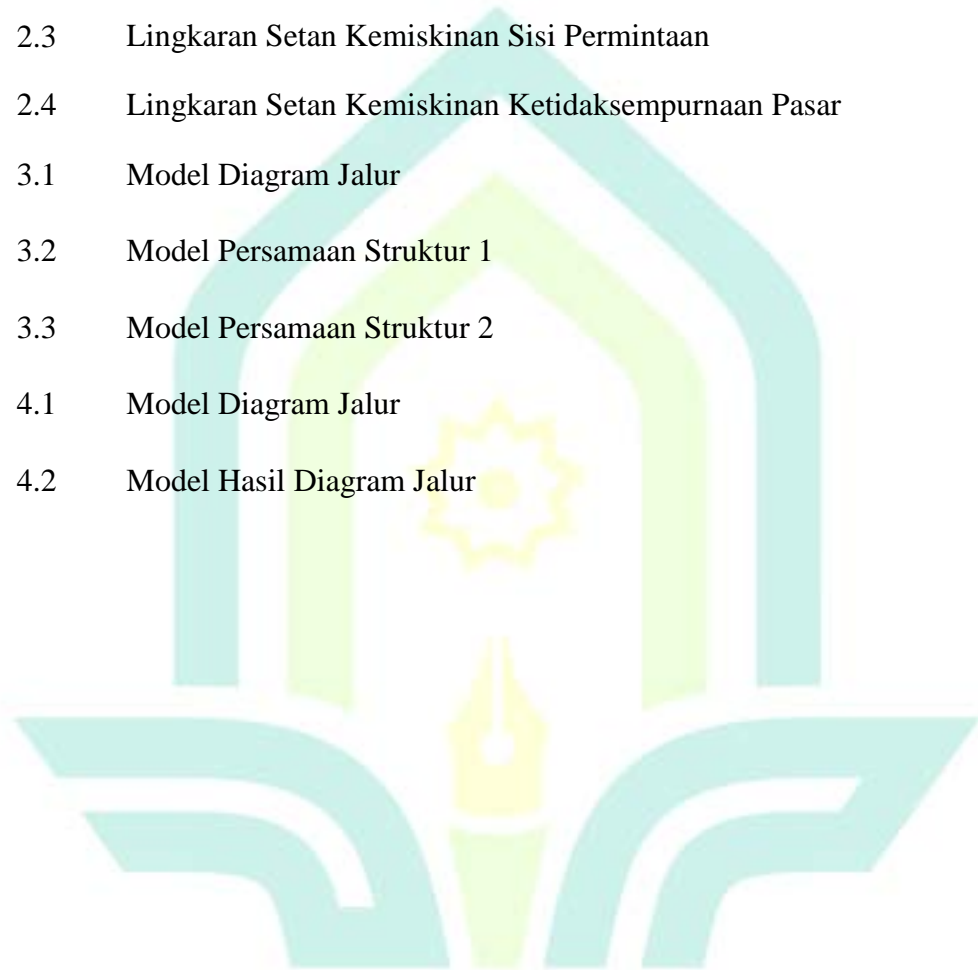 2.3 Lingkaran Setan Kemiskinan Sisi Permintaan
2.4 Lingkaran Setan Kemiskinan Ketidaksempurnaan Pasar
3.1 Model Diagram Jalur
3.2 Model Persamaan Struktur 1
3.3 Model Persamaan Struktur 2
4.1 Model Diagram Jalur
4.2 Model Hasil Diagram Jalur